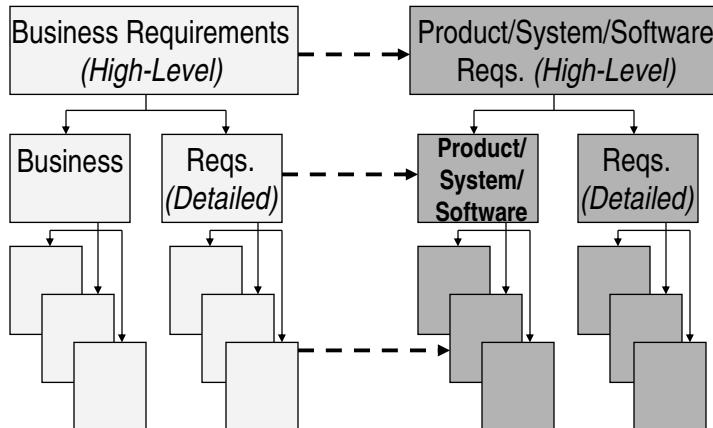 Business Requirements
(High-Level)
Product/System/Software
Reqs. (High-Level)
Business
Reqs.
(Detailed)
Product/
System/
Software
Reqs.
(Detailed)